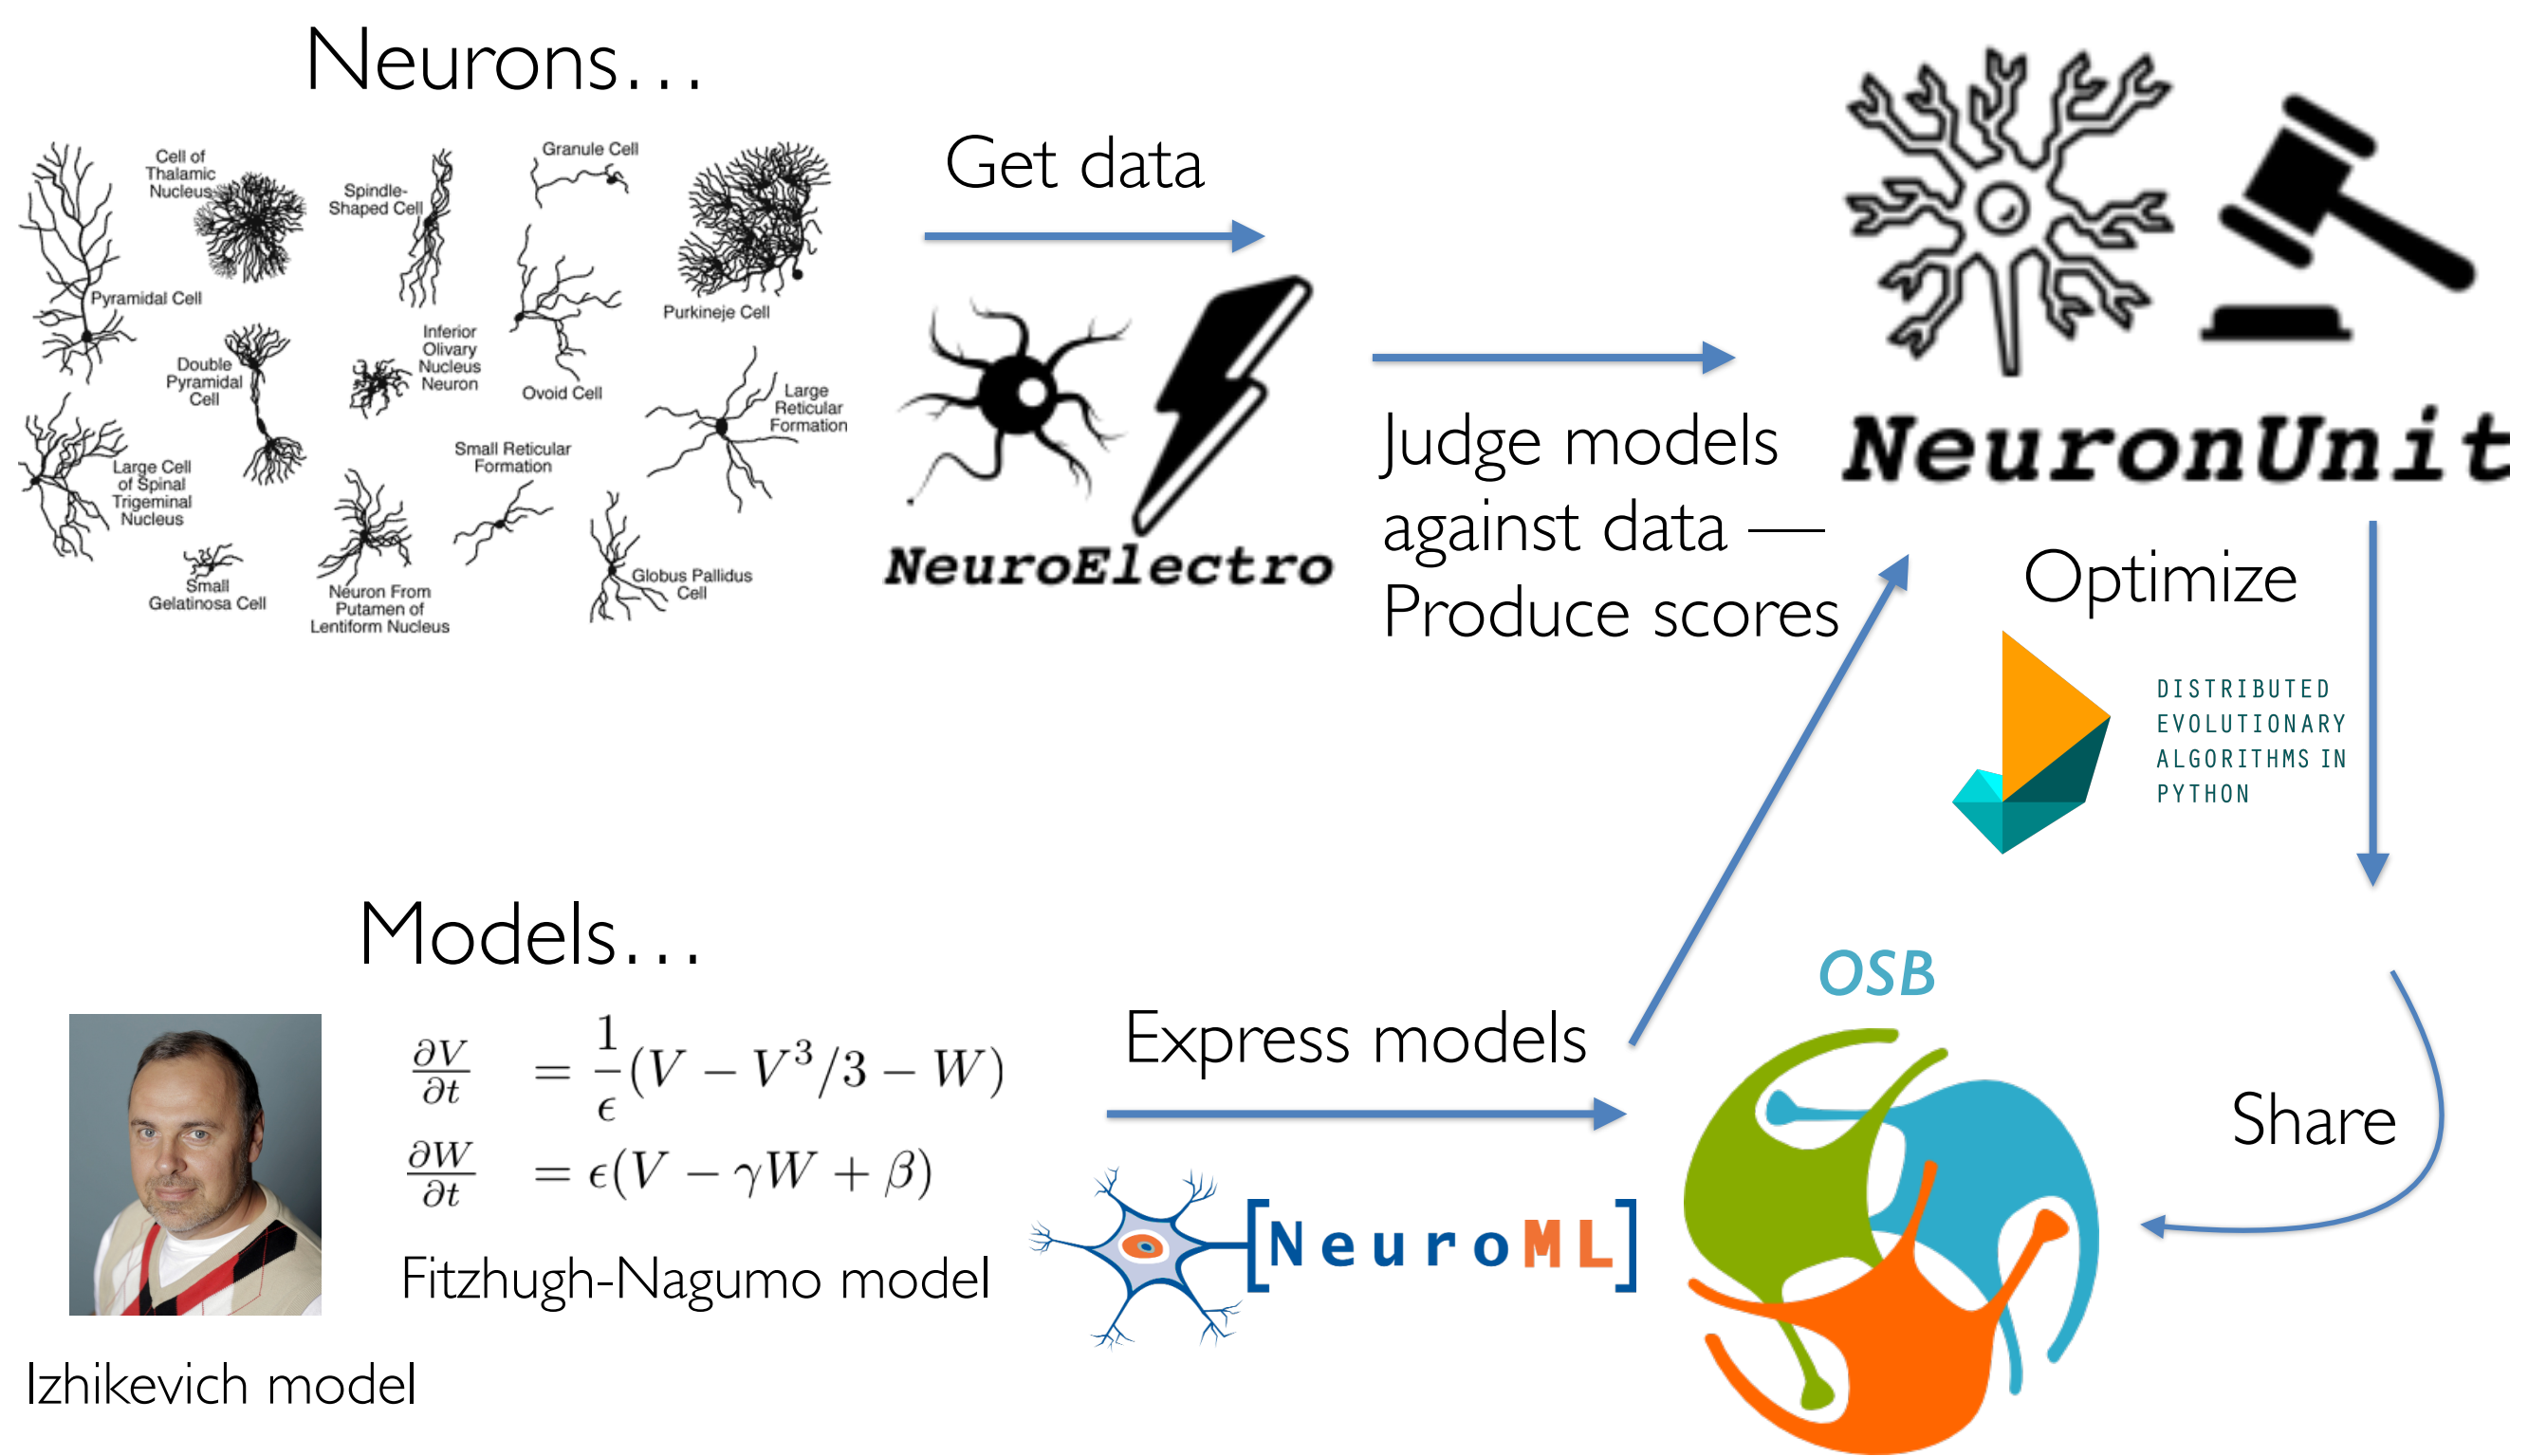 Neurons…
Cell of
Thalamic
Nucleus
Spindle-
Shaped Cell
Granule Cell
Pyramidal Cell
Purkineje Cell
Inferior
Olivary
Nucleus
Neuron
Double
Pyramidal
Cell
Ovoid Cell
Large
Reticular
Formation
Small Reticular
Formation
Large Cell
of Spinal
Trigeminal
Nucleus
Small
Gelatinosa Cell
Neuron From
Putamen of
Lentiform Nucleus
Globus Pallidus
Cell
Get data
NeuroElectro
Judge models
against data —
Produce scores
NeuronUnit
Optimize
DISTRIBUTED
EVOLUTIONARY
ALGORITHMS IN
PYTHON
Models…
∂V/∂t = 1/ϵ(V − V³/3 − W)
∂W/∂t = ϵ(V − γW + β)
Fitzhugh-Nagumo model
Izhikevich model
Express models
[NeuroML]
OSB
Share